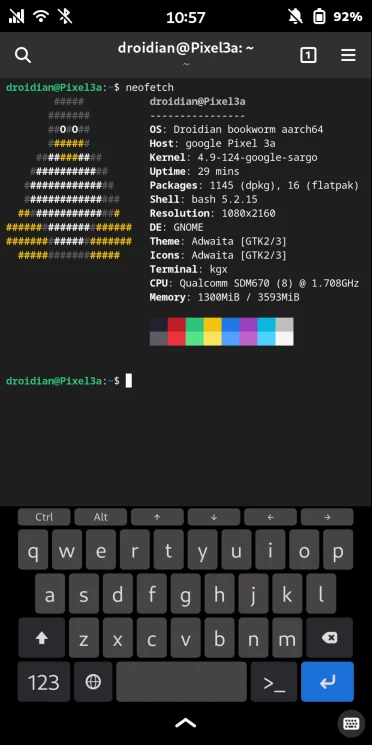 10:57
92%
droidian@Pixel3a: ~
~
1
droidian@Pixel3a:~$ neofetch
droidian@Pixel3a
----------------
OS: Droidian bookworm aarch64
Host: google Pixel 3a
Kernel: 4.9-124-google-sargo
Uptime: 29 mins
Packages: 1145 (dpkg), 16 (flatpak)
Shell: bash 5.2.15
Resolution: 1080x2160
DE: GNOME
Theme: Adwaita [GTK2/3]
Icons: Adwaita [GTK2/3]
Terminal: kgx
CPU: Qualcomm SDM670 (8) @ 1.708GHz
Memory: 1300MiB / 3593MiB
droidian@Pixel3a:~$
Ctrl Alt ↑ ↓ ← →
q w e r t y u i o p
a s d f g h j k l
z x c v b n m
123 >_